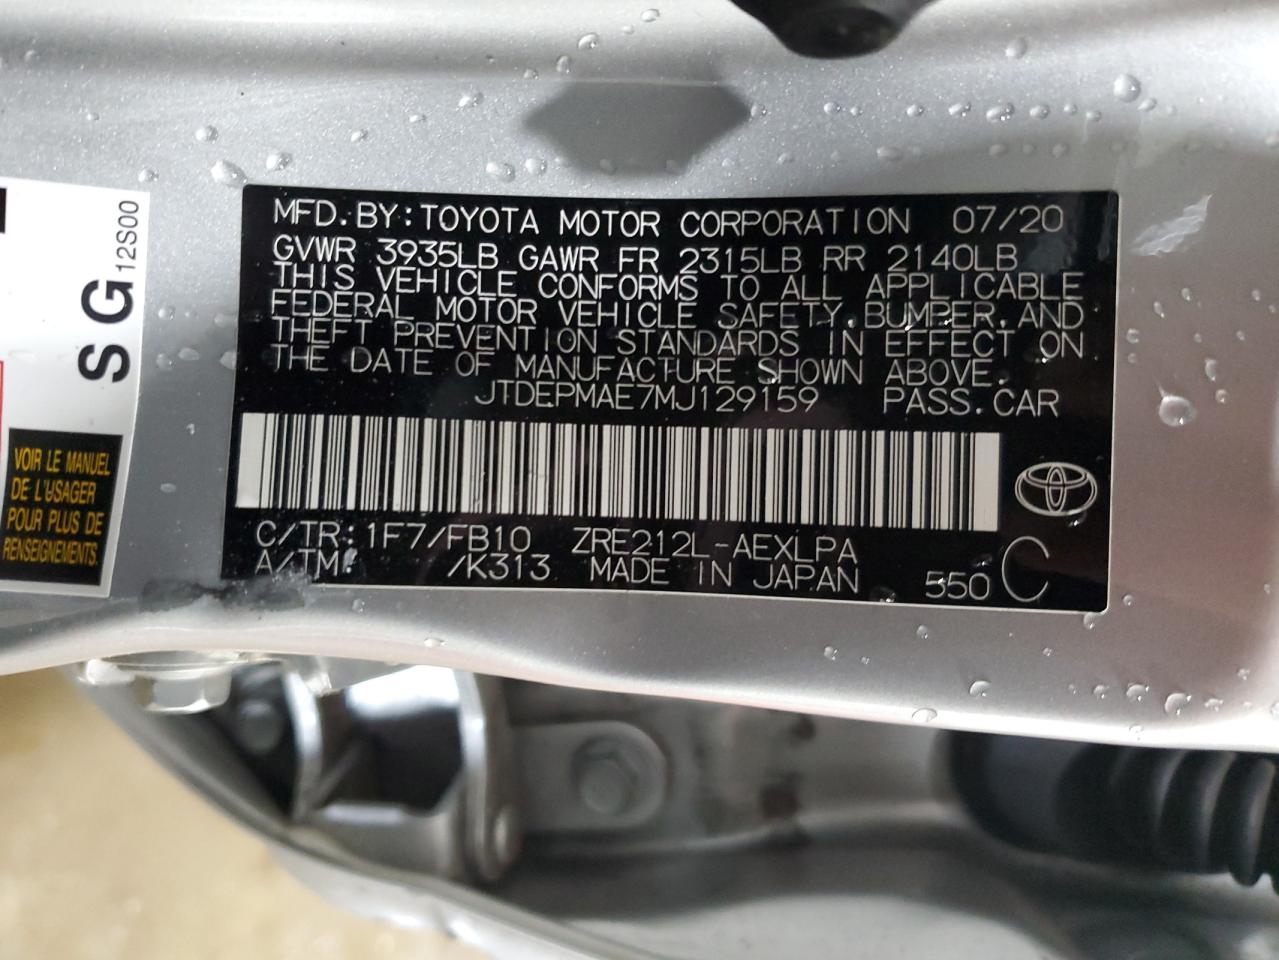 MFD. BY: TOYOTA MOTOR CORPORATION 07/20
GVWR 3935LB GAWR FR 2315LB RR 2140LB
THIS VEHICLE CONFORMS TO ALL APPLICABLE
FEDERAL MOTOR VEHICLE SAFETY, BUMPER, AND
THEFT PREVENTION STANDARDS IN EFFECT ON
THE DATE OF MANUFACTURE SHOWN ABOVE.
JTDEPMAE7MJ129159 PASS. CAR
C/TR: 1F7/FB10 ZRE212L-AEXLPA
A/TM: /K313 MADE IN JAPAN 550 C
SG 12S00
VOIR LE MANUEL
DE L'USAGER
POUR PLUS DE
RENSEIGNEMENTS.